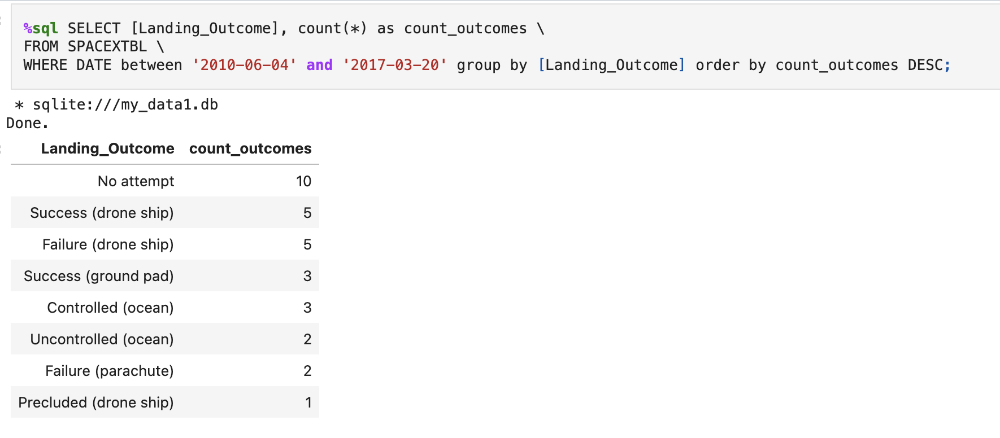 %sql SELECT [Landing_Outcome], count(*) as count_outcomes \
FROM SPACEXTBL \
WHERE DATE between '2010-06-04' and '2017-03-20' group by [Landing_Outcome] order by count_outcomes DESC;
* sqlite:///my_data1.db
Done.
Landing_Outcome count_outcomes
No attempt 10
Success (drone ship) 5
Failure (drone ship) 5
Success (ground pad) 3
Controlled (ocean) 3
Uncontrolled (ocean) 2
Failure (parachute) 2
Precluded (drone ship) 1